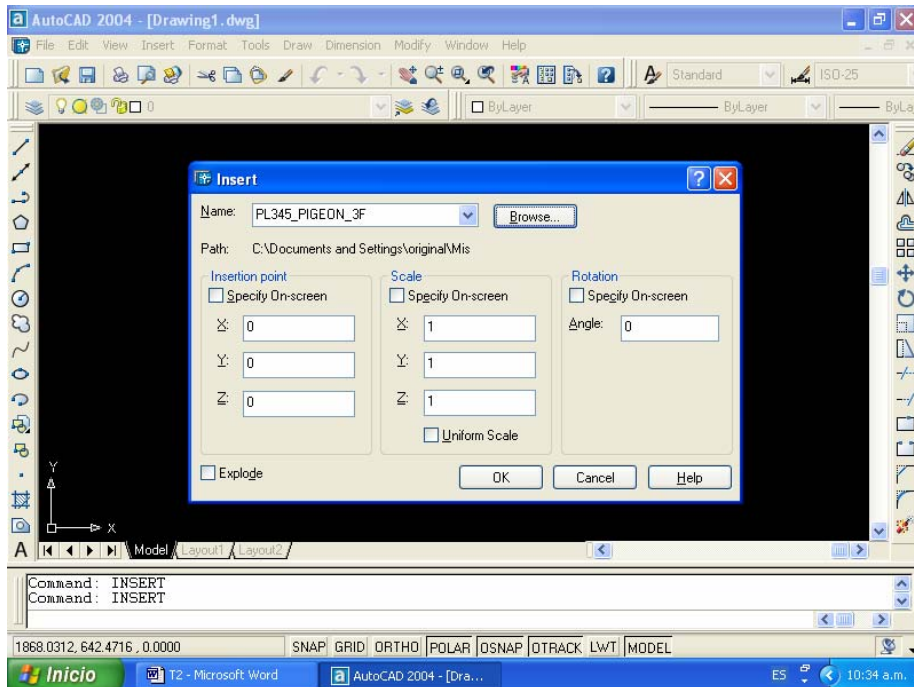 AutoCAD 2004 - [Drawing1.dwg]
File Edit View Insert Format Tools Draw Dimension Modify Window Help
Standard ISO-25
0 ByLayer ByLayer ByLa
Insert
Name: PL345_PIGEON_3F Browse...
Path: C:\Documents and Settings\original\Mis
Insertion point Scale Rotation
Specify On-screen Specify On-screen Specify On-screen
X: 0 X: 1 Angle: 0
Y: 0 Y: 1
Z: 0 Z: 1
Uniform Scale
Explode OK Cancel Help
Y
X
Model Layout1 Layout2
Command: INSERT
Command: INSERT
1868.0312, 642.4716 , 0.0000 SNAP GRID ORTHO POLAR OSNAP OTRACK LWT MODEL
Inicio T2 - Microsoft Word AutoCAD 2004 - [Dra... ES 10:34 a.m.